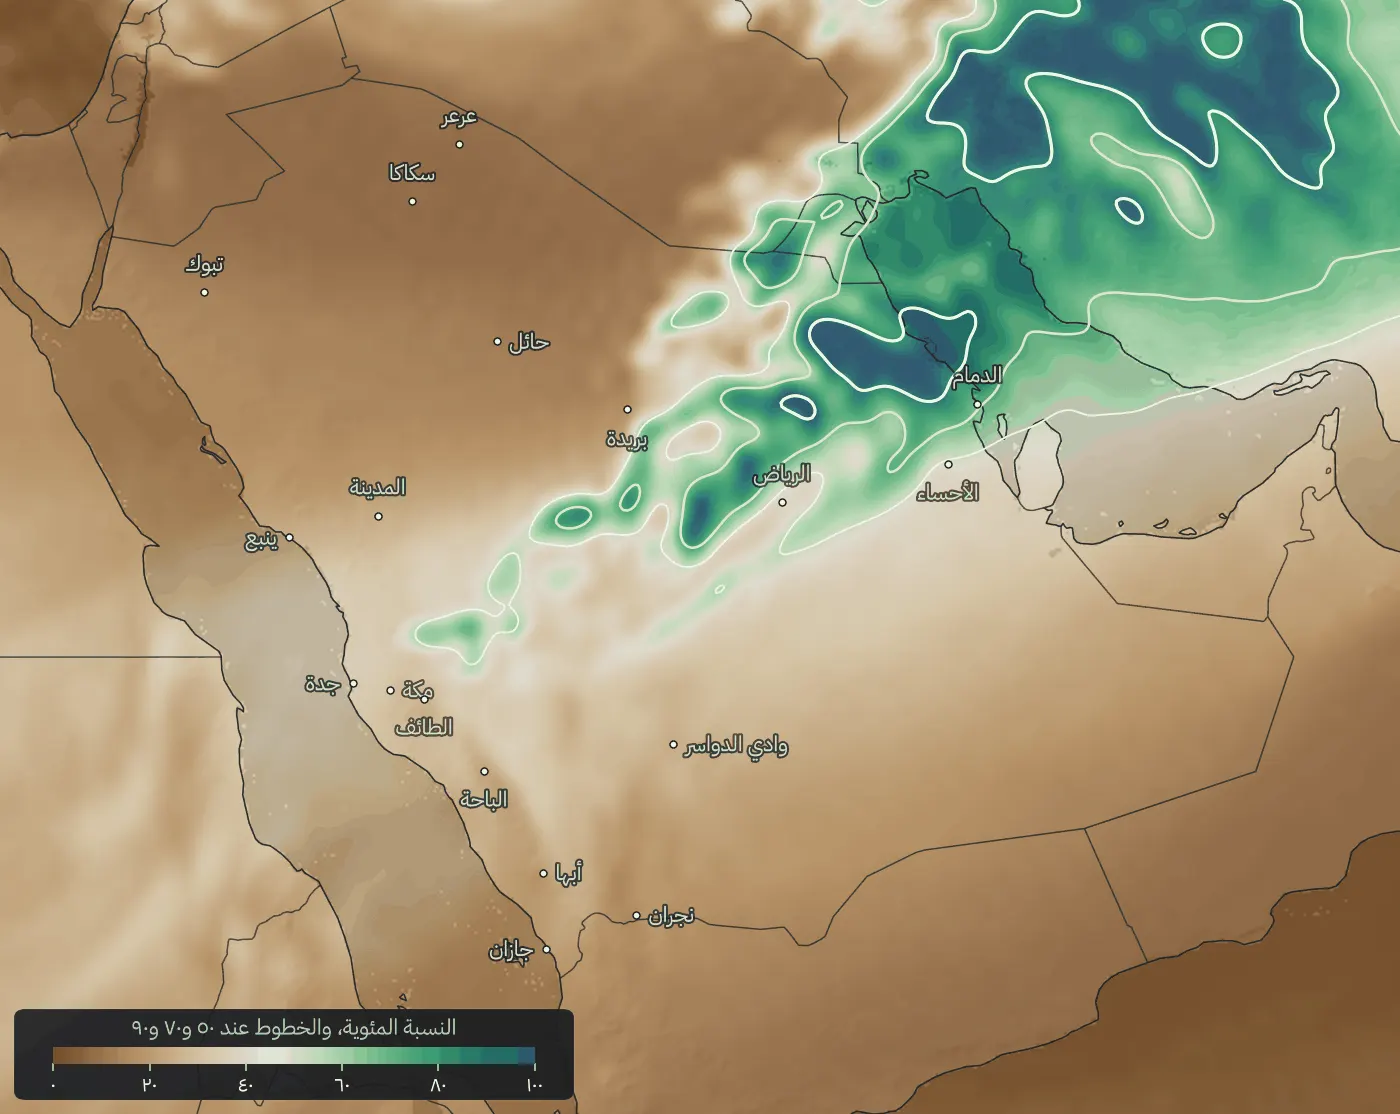 عرعر
سكاكا
تبوك
حائل
الدمام
بريدة
الرياض
المدينة
الأحساء
ينبع
جدة
مكة
الطائف
وادي الدواسر
الباحة
أبها
نجران
جازان
النسبة المئوية، والخطوط عند ٥٠ و٧٠ و٩٠
٠ ٢٠ ٤٠ ٦٠ ٨٠ ١٠٠